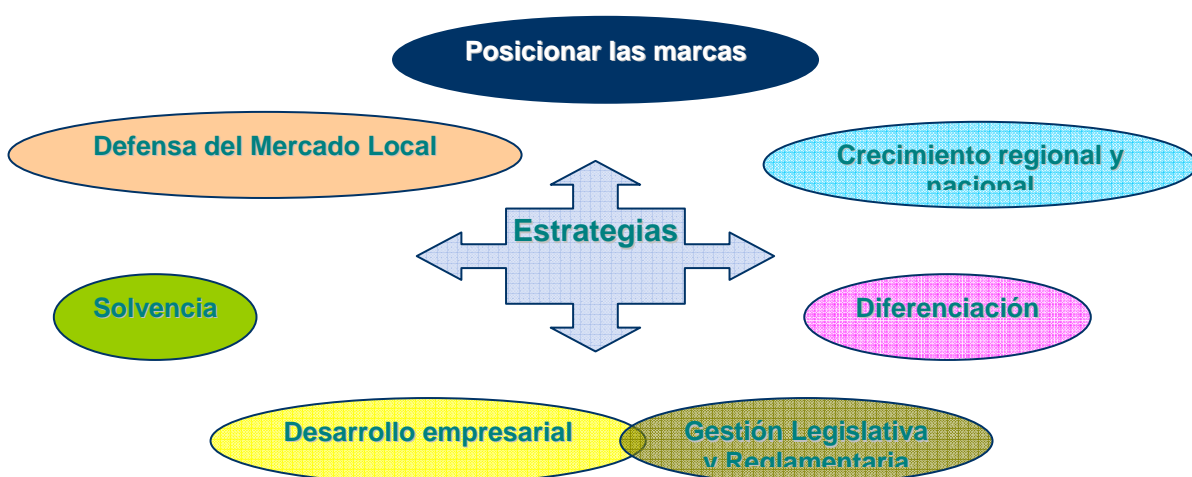 Posicionar las marcas
Defensa del Mercado Local
Crecimiento regional y
nacional
Estrategias
Solvencia
Diferenciación
Desarrollo empresarial
Gestión Legislativa
y Reglamentaria